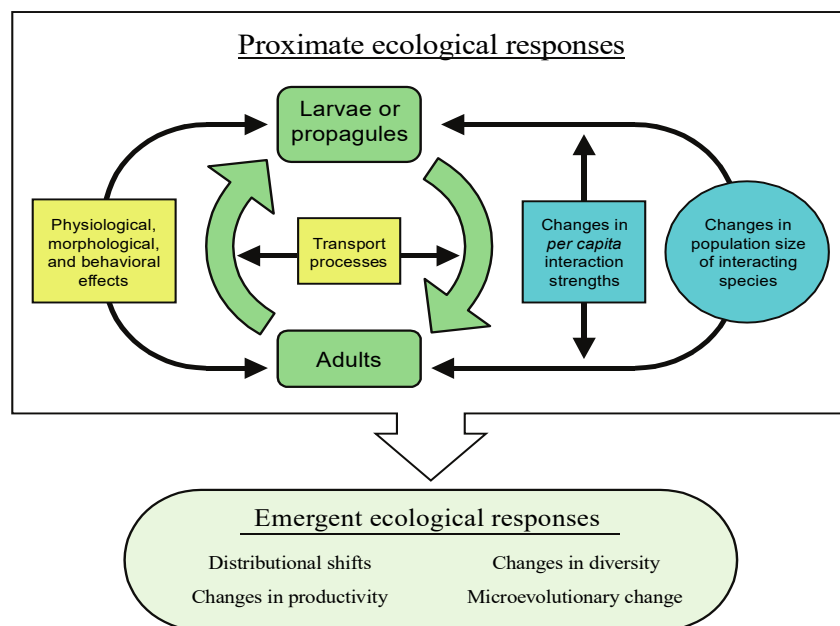 Proximate ecological responses
Larvae or
propagules
Physiological,
morphological,
and behavioral
effects
Transport
processes
Changes in
per capita
interaction
strengths
Changes in
population size
of interacting
species
Adults
Emergent ecological responses
Distributional shifts
Changes in diversity
Changes in productivity
Microevolutionary change